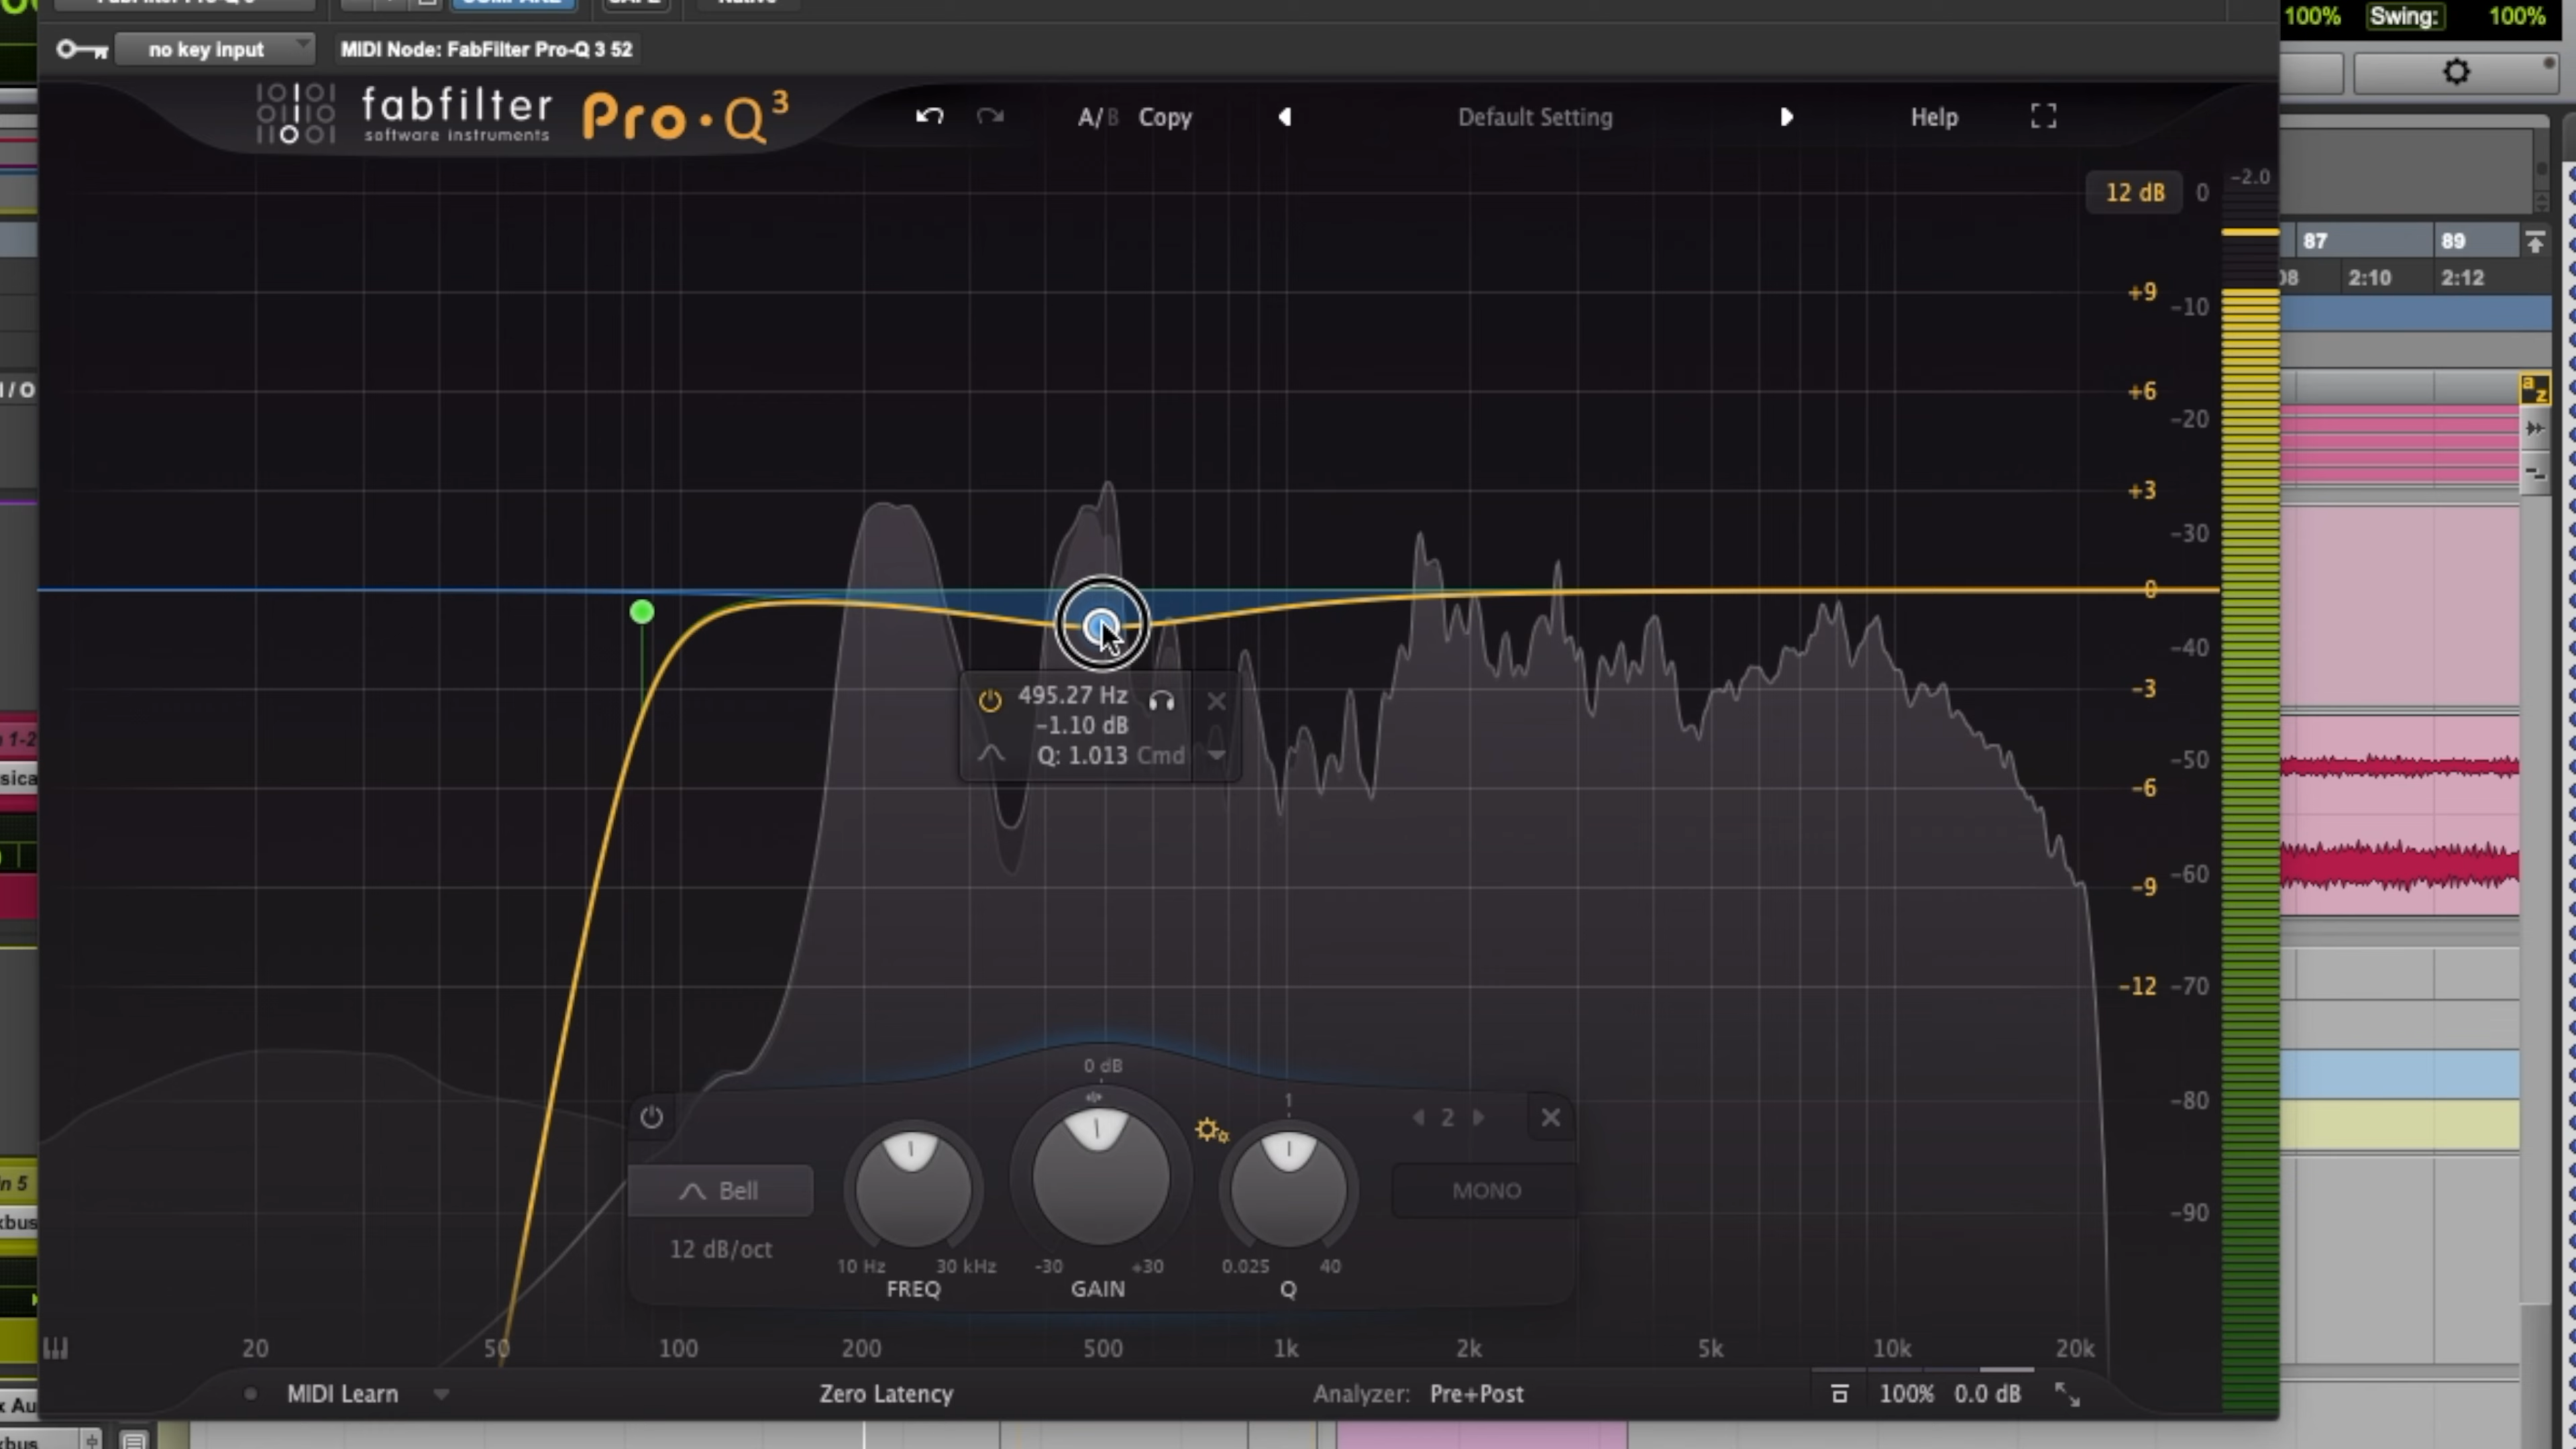 100% Swing: 100%
no key input
MIDI Node: FabFilter Pro-Q 3 52
fabfilter
software instruments
Pro·Q3
A/B Copy
Default Setting
Help
12 dB
0 -2.0
87 89
2:10 2:12
+9 -10
+6 -20
+3 -30
0
-40
-3
-50
-6
-60
-9
-12 -70
-80
-90
I/O
a z
495.27 Hz
-1.10 dB
Q: 1.013 Cmd
0 dB
1
2
Bell
MONO
12 dB/oct
10 Hz 30 kHz -30 +30 0.025 40
FREQ GAIN Q
20 50 100 200 500 1k 2k 5k 10k 20k
MIDI Learn
Zero Latency
Analyzer: Pre+Post
100% 0.0 dB